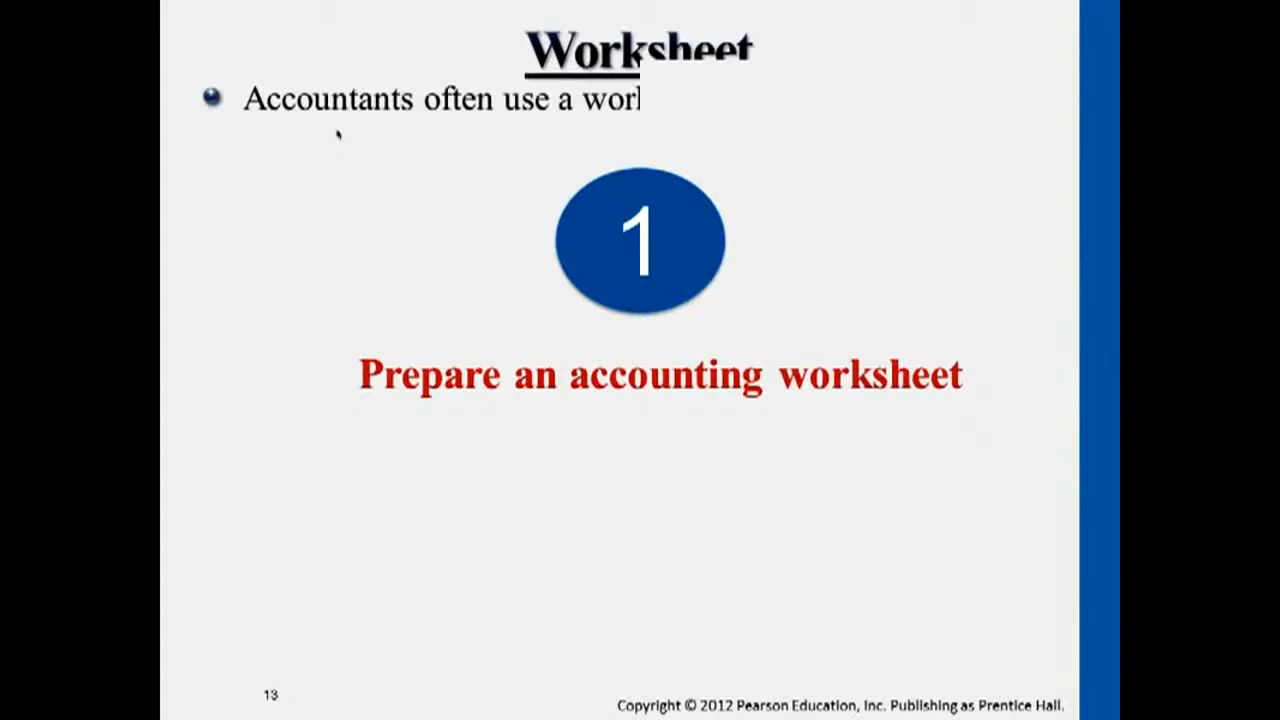 Worksheet
Accountants often use a
1
Prepare an accounting worksheet
13
Copyright © 2012 Pearson Education, Inc. Publishing as Prentice Hall.